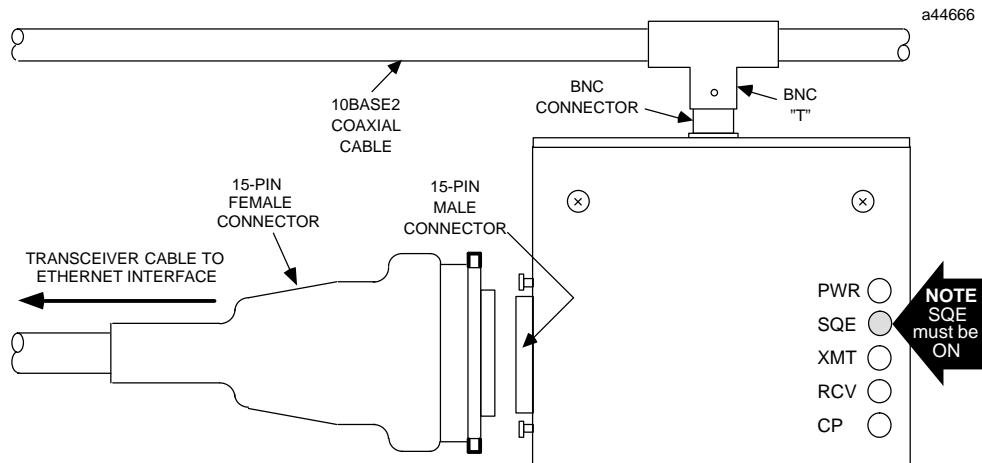 a44666
BNC
CONNECTOR
BNC
"T"
10BASE2
COAXIAL
CABLE
15-PIN
FEMALE
CONNECTOR
15-PIN
MALE
CONNECTOR
TRANSCEIVER CABLE TO
ETHERNET INTERFACE
PWR
SQE
XMT
RCV
CP
NOTE
SQE
must be
ON